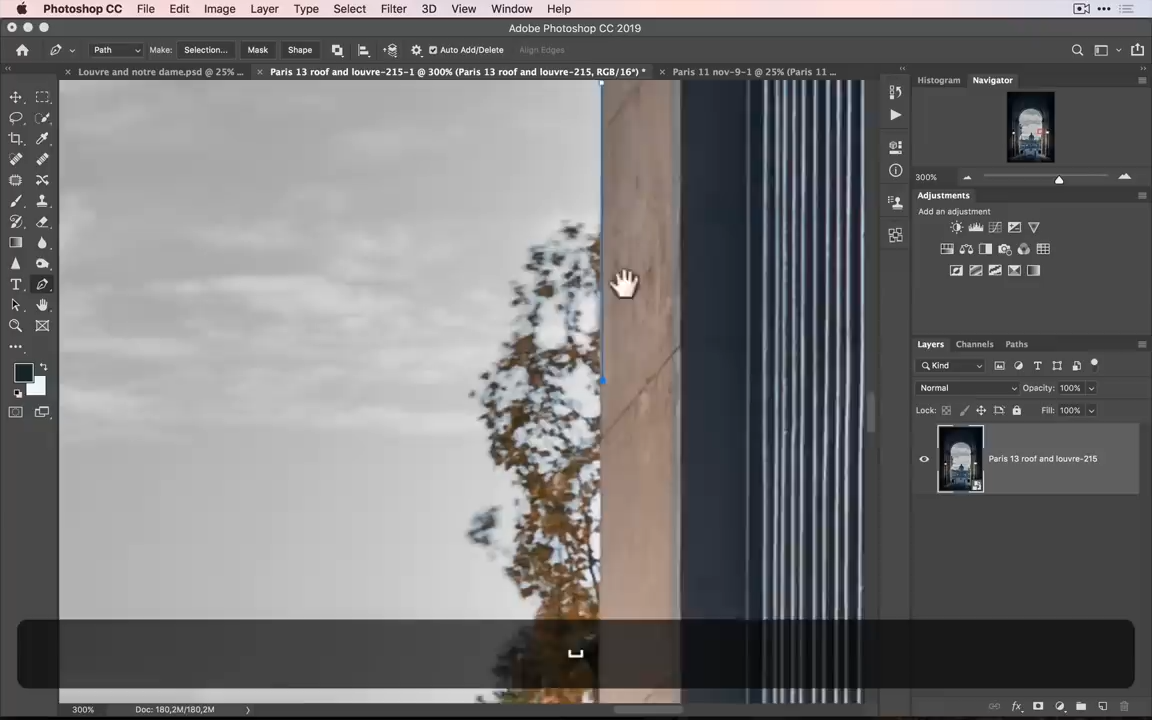 Photoshop CC File Edit Image Layer Type Select Filter 3D View Window Help
Adobe Photoshop CC 2019
Path Make: Selection... Mask Shape Auto Add/Delete Align Edges
× Louvre and notre dame.psd @ 25% ... × Paris 13 roof and louvre-215-1 @ 300% (Paris 13 roof and louvre-215, RGB/16*) * × Paris 11 nov-9-1 @ 25% (Paris 11 ...
Histogram Navigator
300%
Adjustments
Add an adjustment
Layers Channels Paths
Kind
Normal Opacity: 100%
Lock: Fill: 100%
Paris 13 roof and louvre-215
300% Doc: 180,2M/180,2M